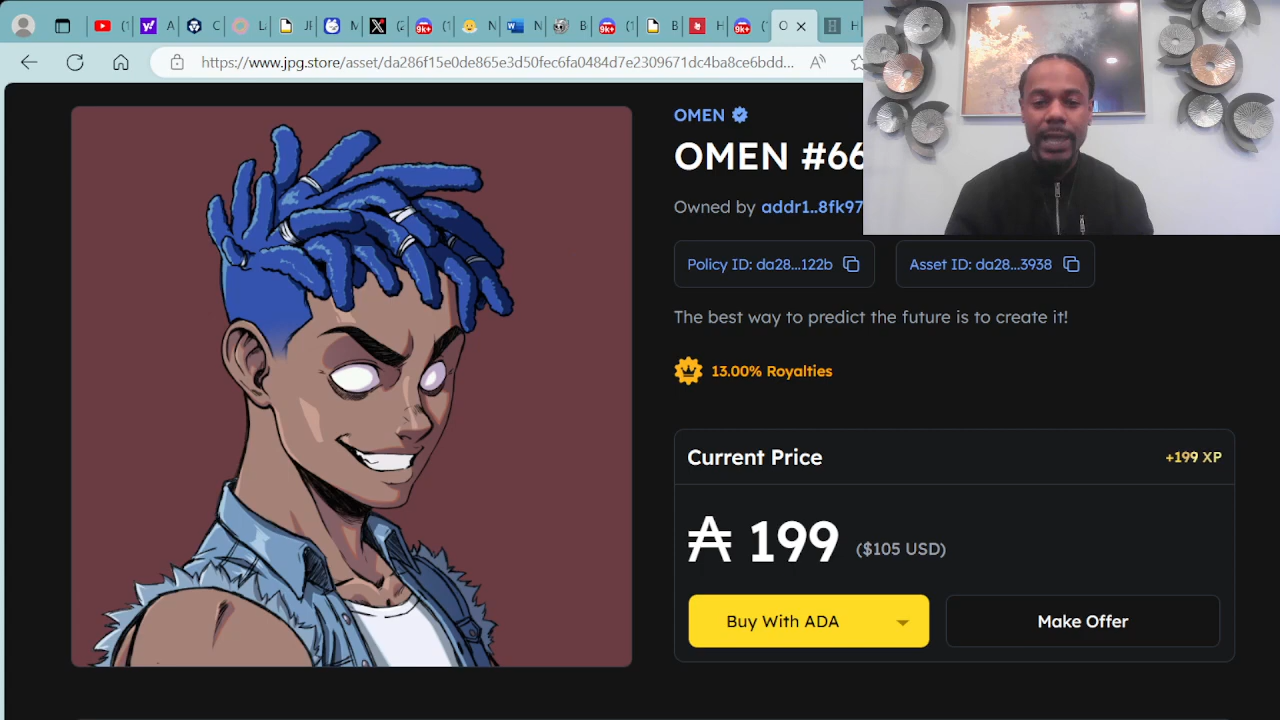 https://www.jpg.store/asset/da286f15e0de865e3d50fec6fa0484d7e2309671dc4ba8ce6bdd...
OMEN
OMEN #66
Owned by addr1..8fk97
Policy ID: da28...122b
Asset ID: da28...3938
The best way to predict the future is to create it!
13.00% Royalties
Current Price
+199 XP
₳ 199 ($105 USD)
Buy With ADA
Make Offer